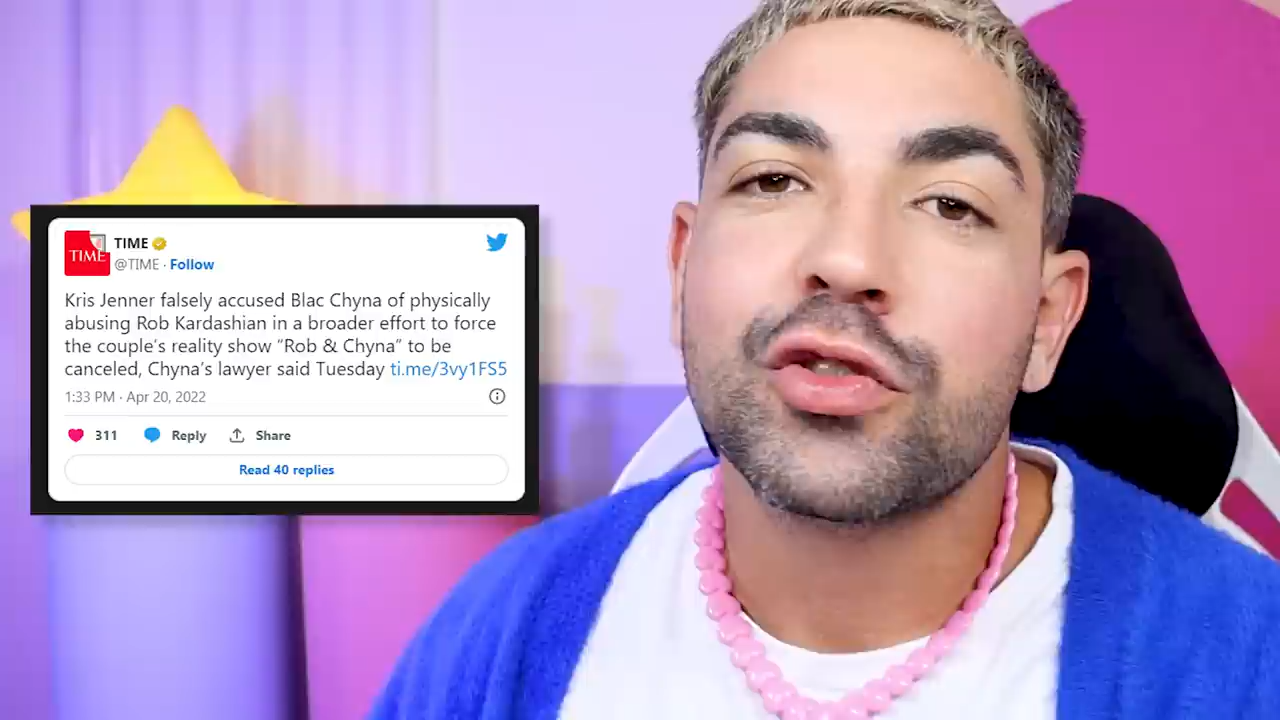 TIME
TIME
@TIME · Follow
Kris Jenner falsely accused Blac Chyna of physically
abusing Rob Kardashian in a broader effort to force
the couple's reality show “Rob & Chyna” to be
canceled, Chyna's lawyer said Tuesday ti.me/3vy1FS5
1:33 PM · Apr 20, 2022
311 Reply Share
Read 40 replies